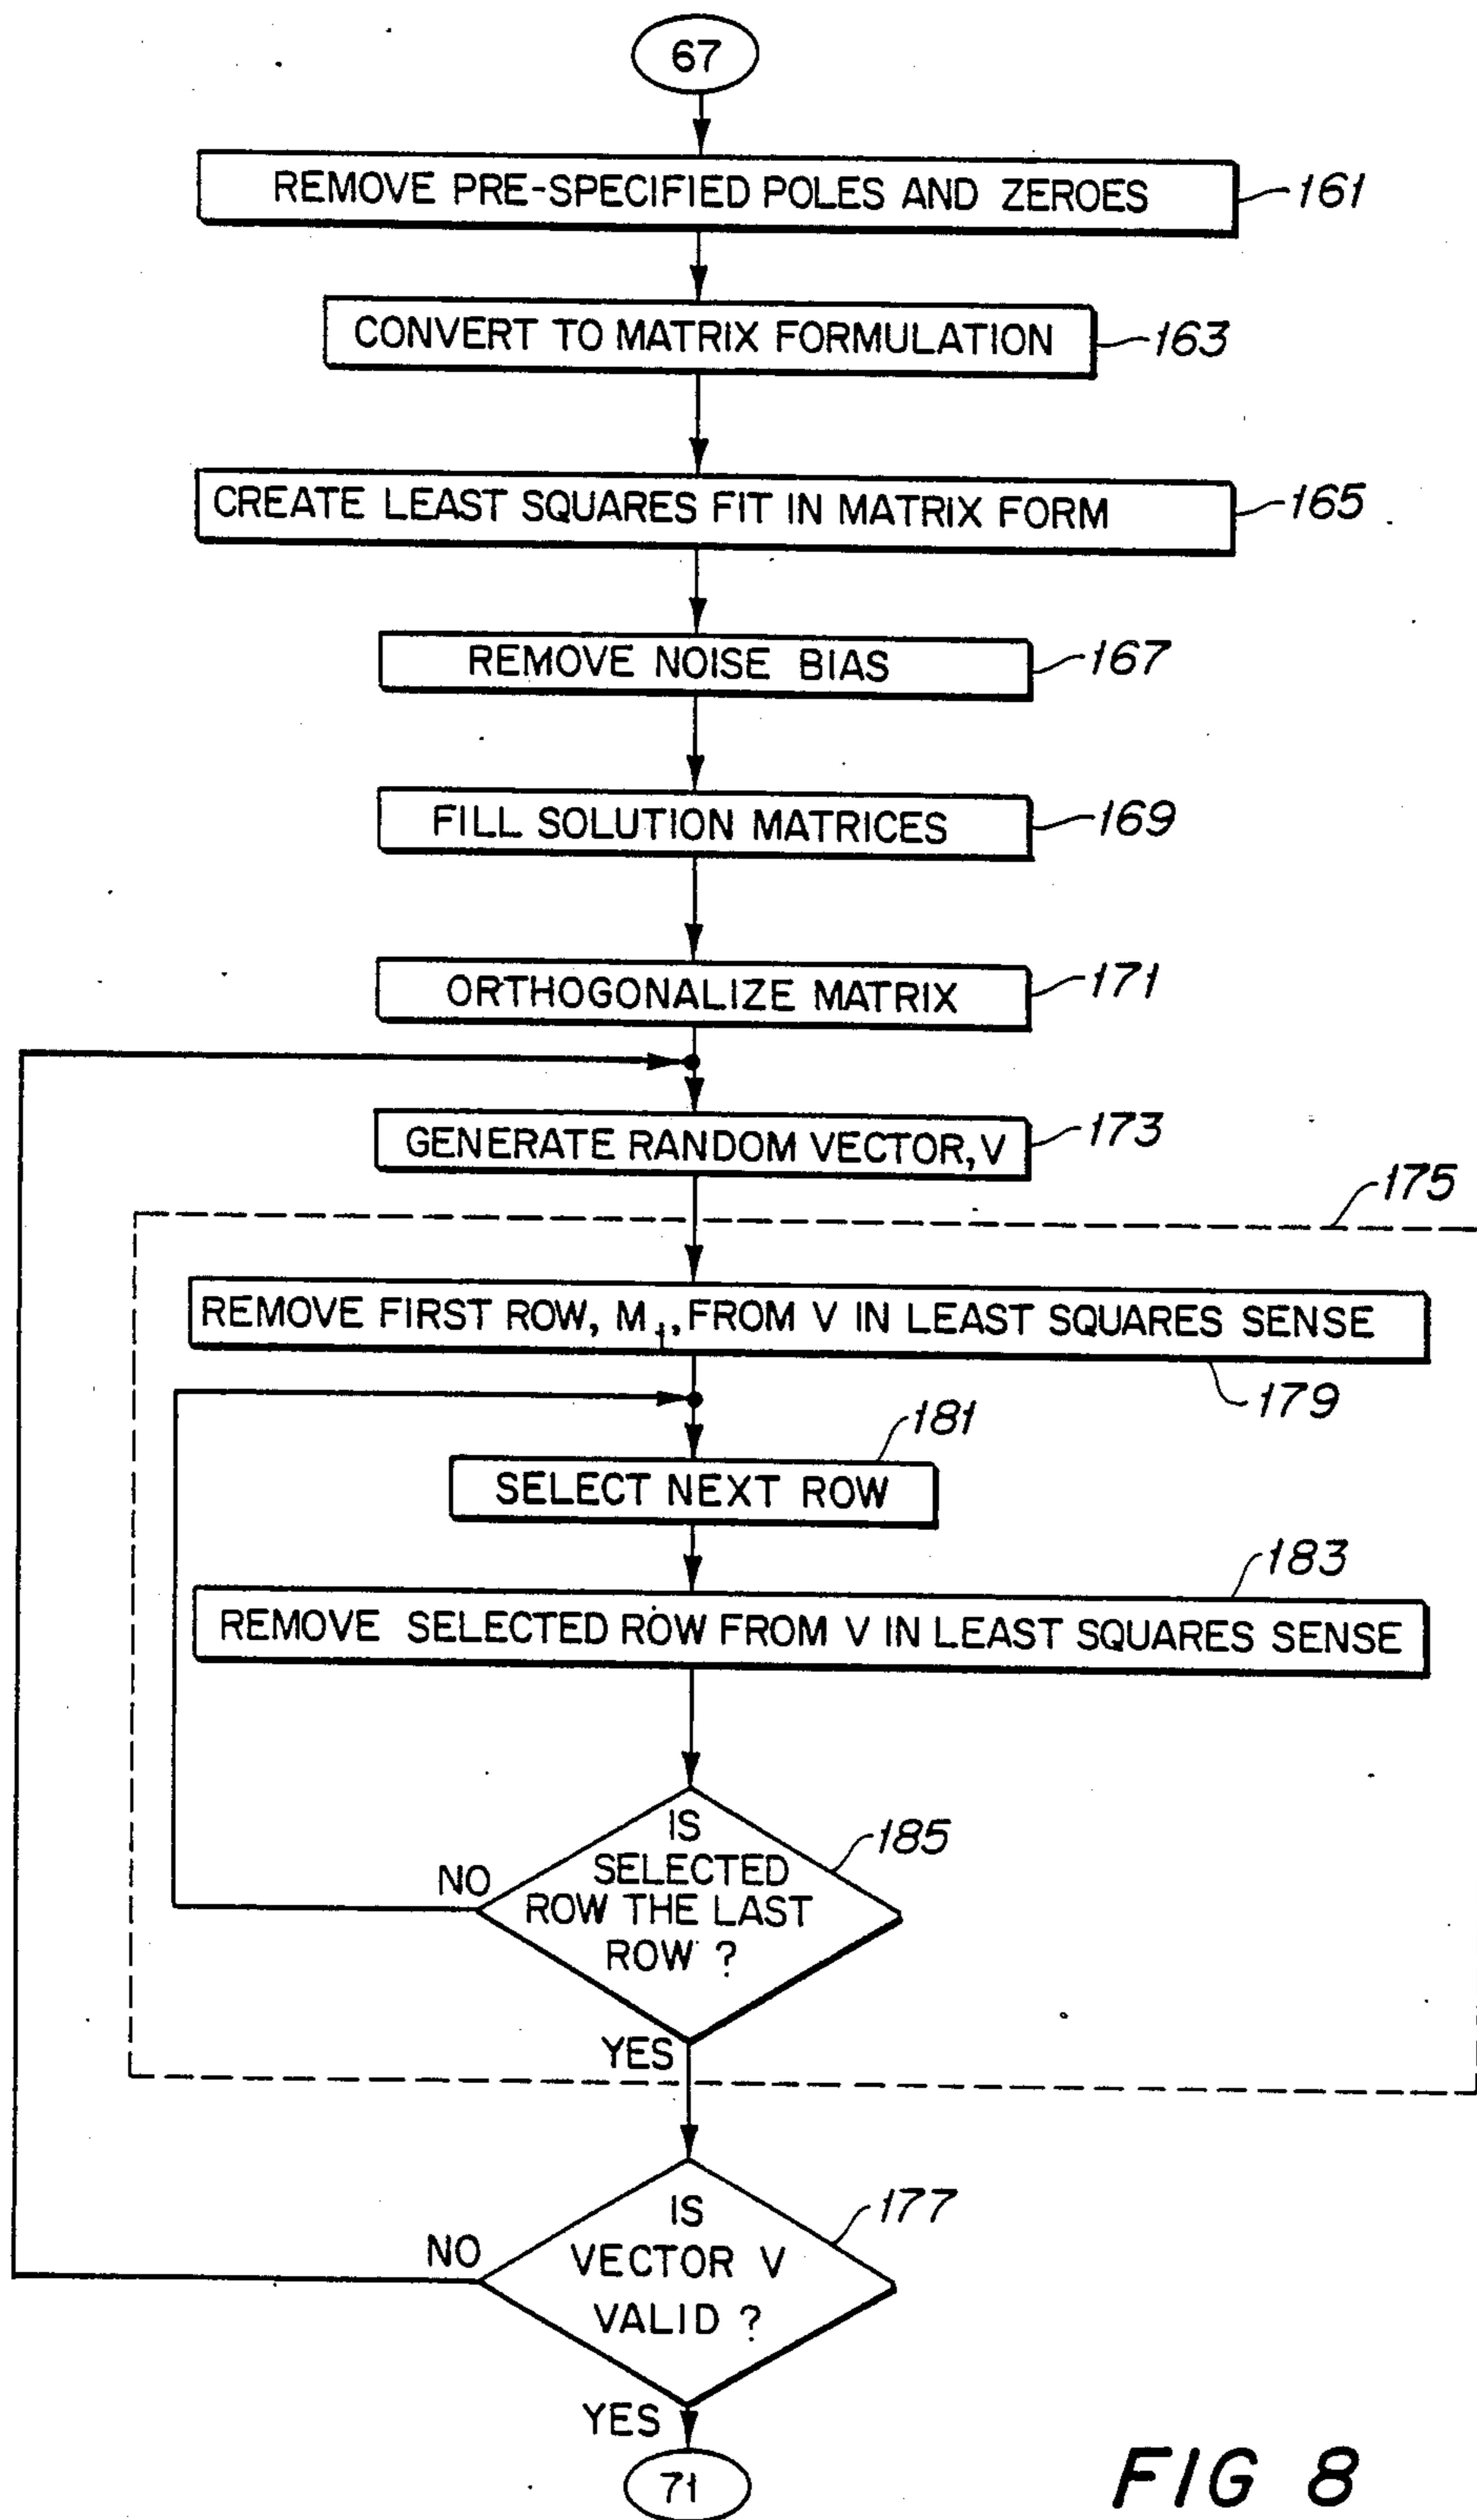 67
REMOVE PRE-SPECIFIED POLES AND ZEROES
161
CONVERT TO MATRIX FORMULATION
163
CREATE LEAST SQUARES FIT IN MATRIX FORM
165
REMOVE NOISE BIAS
167
FILL SOLUTION MATRICES
169
ORTHOGONALIZE MATRIX
171
GENERATE RANDOM VECTOR, V
173
175
REMOVE FIRST ROW, M1, FROM V IN LEAST SQUARES SENSE
179
181
SELECT NEXT ROW
183
REMOVE SELECTED ROW FROM V IN LEAST SQUARES SENSE
IS
SELECTED
ROW THE LAST
ROW ?
185
NO
YES
IS
VECTOR V
VALID ?
177
NO
YES
71
FIG 8